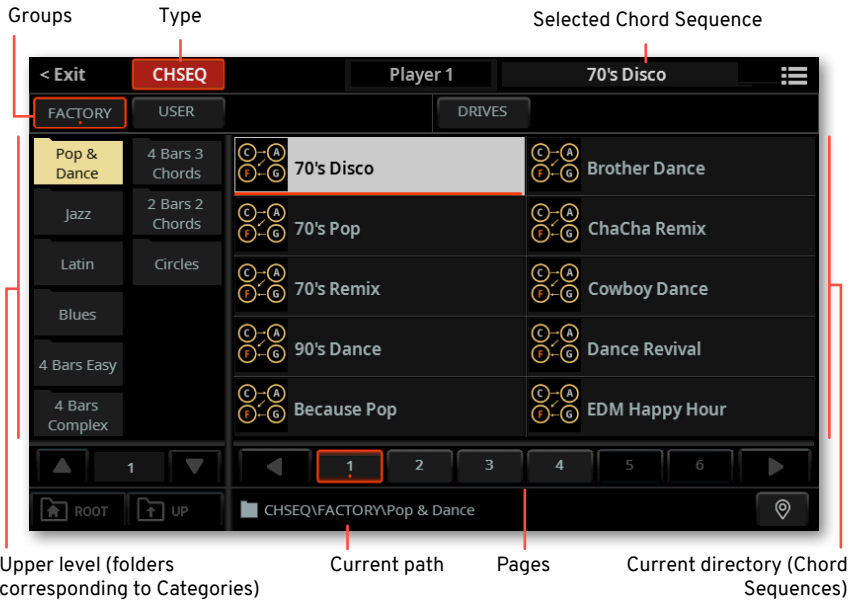 Groups
Type
Selected Chord Sequence
< Exit
CHSEQ
Player 1
70's Disco
FACTORY
USER
DRIVES
Pop &
Dance
4 Bars 3
Chords
Jazz
2 Bars 2
Chords
Latin
Circles
Blues
4 Bars Easy
4 Bars
Complex
C A
F G
70's Disco
C A
F G
Brother Dance
C A
F G
70's Pop
C A
F G
ChaCha Remix
C A
F G
70's Remix
C A
F G
Cowboy Dance
C A
F G
90's Dance
C A
F G
Dance Revival
C A
F G
Because Pop
C A
F G
EDM Happy Hour
1
1 2 3 4 5 6
ROOT
UP
CHSEQ\FACTORY\Pop & Dance
Upper level (folders
corresponding to Categories)
Current path
Pages
Current directory (Chord
Sequences)